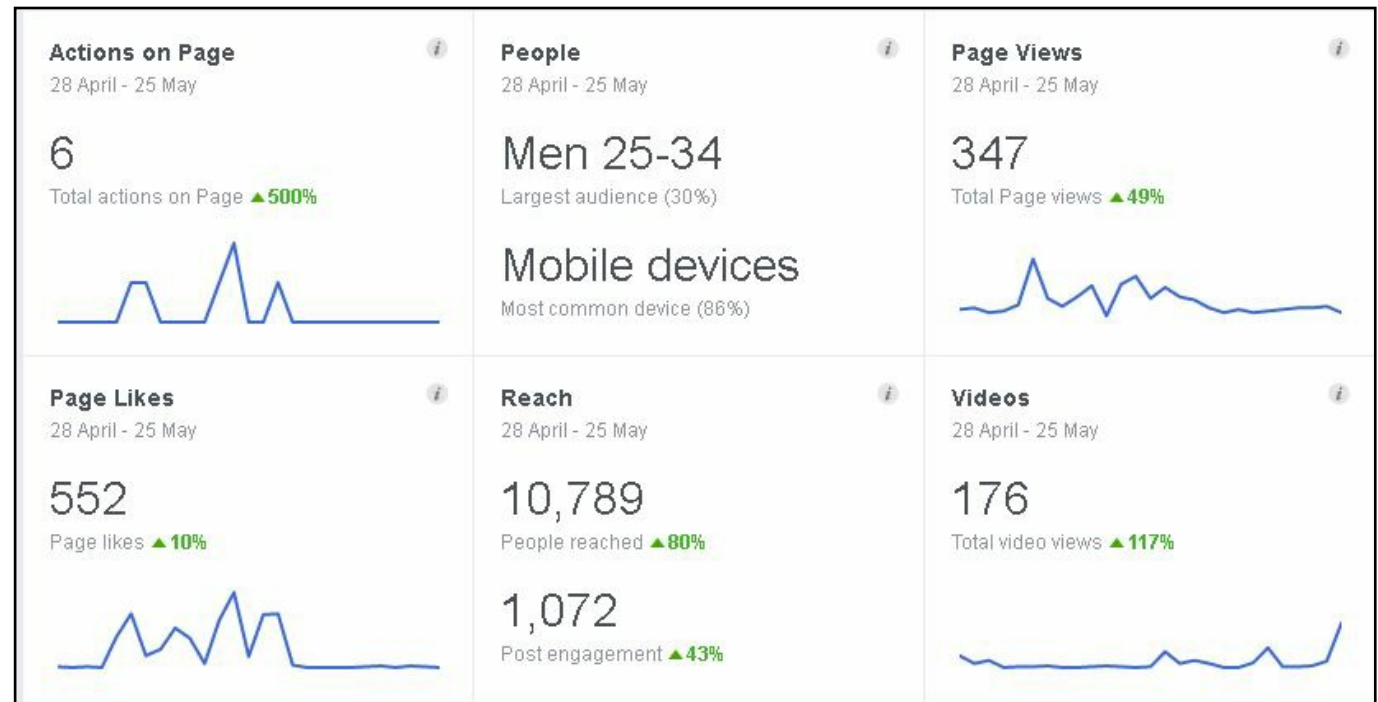 Actions on Page
28 April - 25 May
6
Total actions on Page ▲500%
People
28 April - 25 May
Men 25-34
Largest audience (30%)
Mobile devices
Most common device (86%)
Page Views
28 April - 25 May
347
Total Page views ▲49%
Page Likes
28 April - 25 May
552
Page likes ▲10%
Reach
28 April - 25 May
10,789
People reached ▲80%
1,072
Post engagement ▲43%
Videos
28 April - 25 May
176
Total video views ▲117%